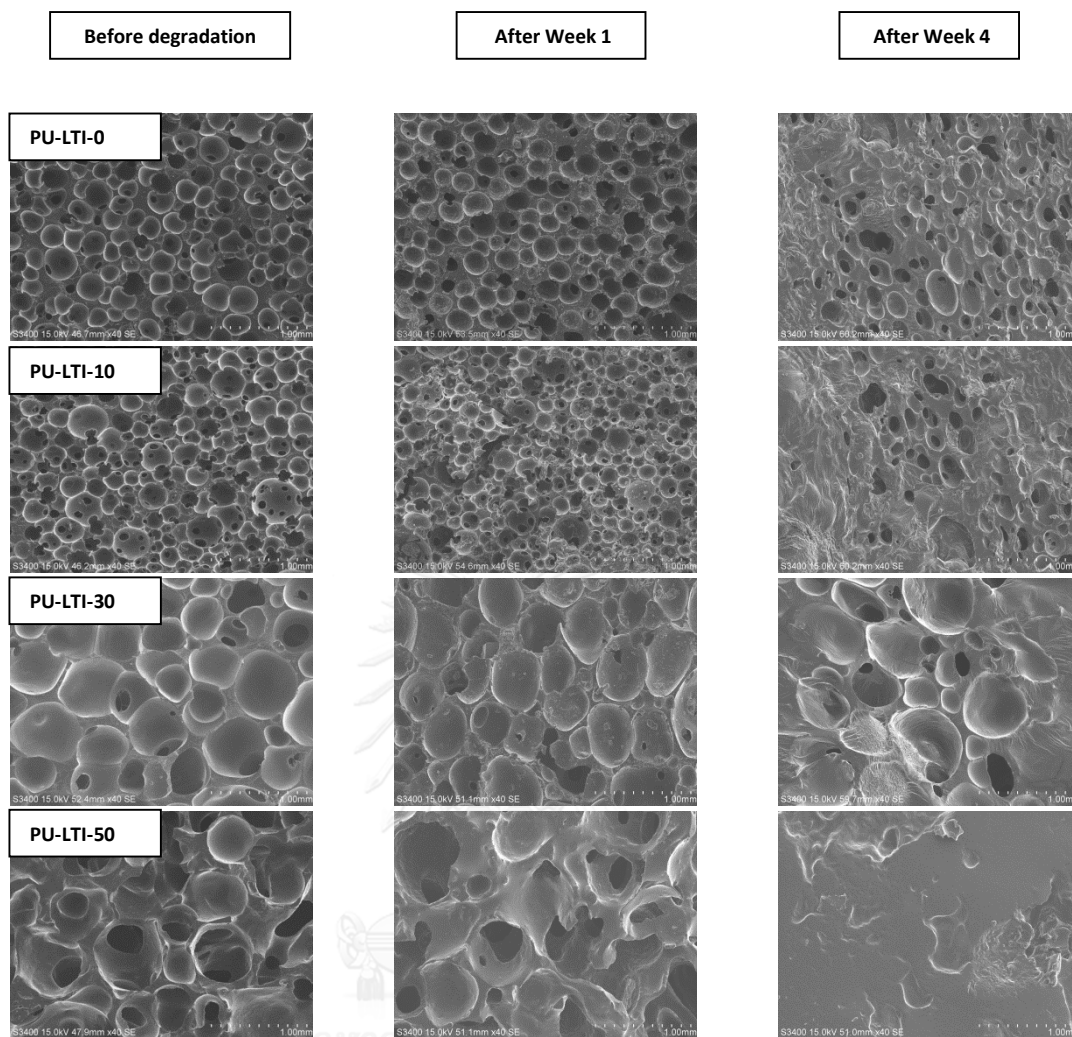 Before degradation
After Week 1
After Week 4
PU-LTI-0
S3400 15.0kV 46.7mm x40 SE 1.00mm
S3400 15.0kV 53.5mm x40 SE 1.00mm
S3400 15.0kV 60.2mm x40 SE 1.00mm
PU-LTI-10
S3400 15.0kV 46.2mm x40 SE 1.00mm
S3400 15.0kV 54.6mm x40 SE 1.00mm
S3400 15.0kV 60.2mm x40 SE 1.00mm
PU-LTI-30
S3400 15.0kV 52.4mm x40 SE 1.00mm
S3400 15.0kV 51.1mm x40 SE 1.00mm
S3400 15.0kV 59.7mm x40 SE 1.00mm
PU-LTI-50
S3400 15.0kV 47.9mm x40 SE 1.00mm
S3400 15.0kV 51.1mm x40 SE 1.00mm
S3400 15.0kV 51.0mm x40 SE 1.00mm